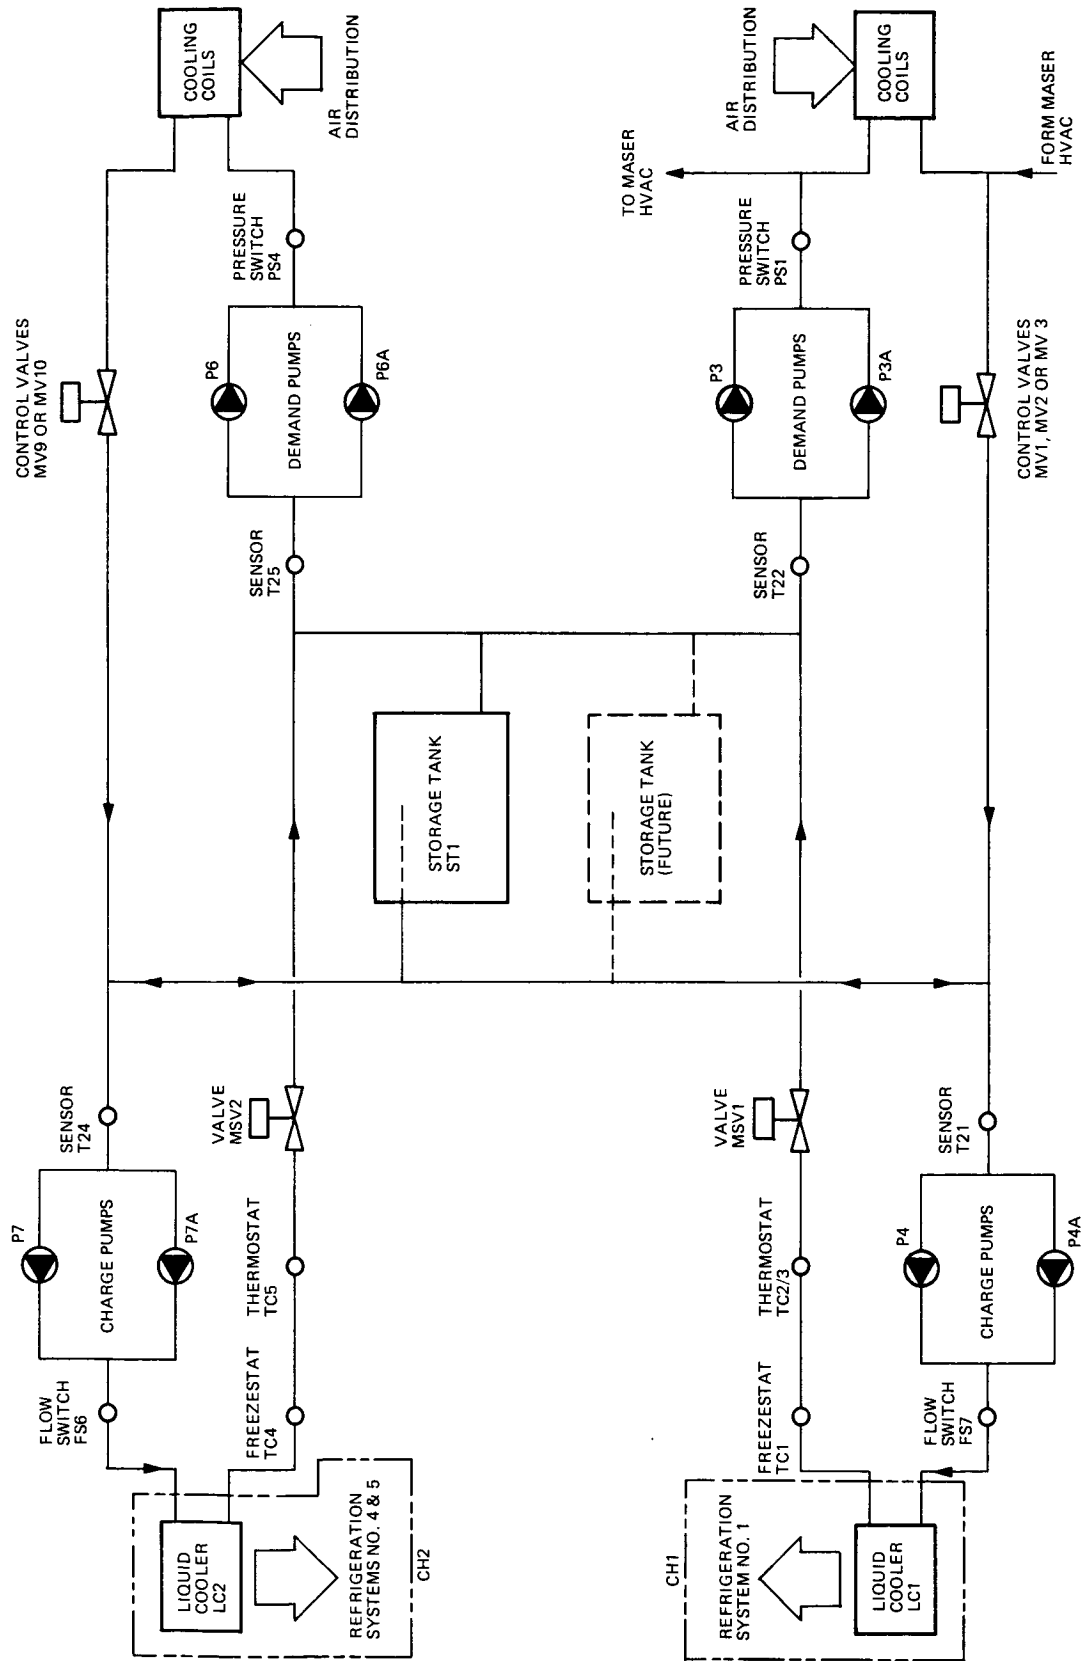 LIQUID
COOLER
LC2
REFRIGERATION
SYSTEMS NO. 4 & 5
CH2
FLOW
SWITCH
FS6
FREEZESTAT
TC4
P7
CHARGE PUMPS
P7A
THERMOSTAT
TC5
SENSOR
T24
VALVE
MSV2
STORAGE TANK
ST1
CONTROL VALVES
MV9 OR MV10
SENSOR
T25
P6
DEMAND PUMPS
P6A
PRESSURE
SWITCH
PS4
COOLING
COILS
AIR
DISTRIBUTION
CH1
REFRIGERATION
SYSTEM NO. 1
LIQUID
COOLER
LC1
FREEZESTAT
TC1
FLOW
SWITCH
FS7
THERMOSTAT
TC2/3
P4
CHARGE PUMPS
P4A
VALVE
MSV1
SENSOR
T21
STORAGE TANK
(FUTURE)
SENSOR
T22
P3
DEMAND PUMPS
P3A
CONTROL VALVES
MV1, MV2 OR MV 3
PRESSURE
SWITCH
PS1
TO MASER
HVAC
AIR
DISTRIBUTION
COOLING
COILS
FORM MASER
HVAC